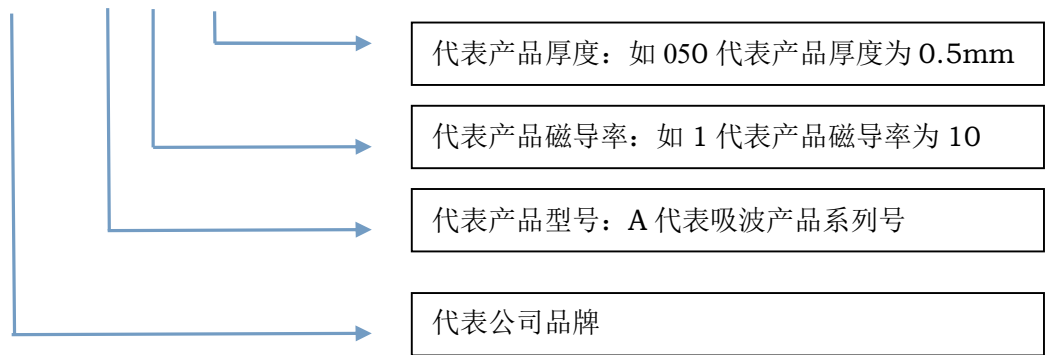 代表产品厚度：如 050 代表产品厚度为 0.5mm
代表产品磁导率：如 1 代表产品磁导率为 10
代表产品型号：A 代表吸波产品系列号
代表公司品牌